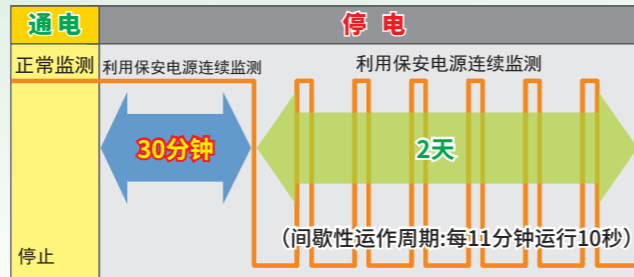 通电
停电
正常监测
利用保安电源连续监测
利用保安电源连续监测
30分钟
2天
(间歇性运作周期:每11分钟运行10秒)
停止